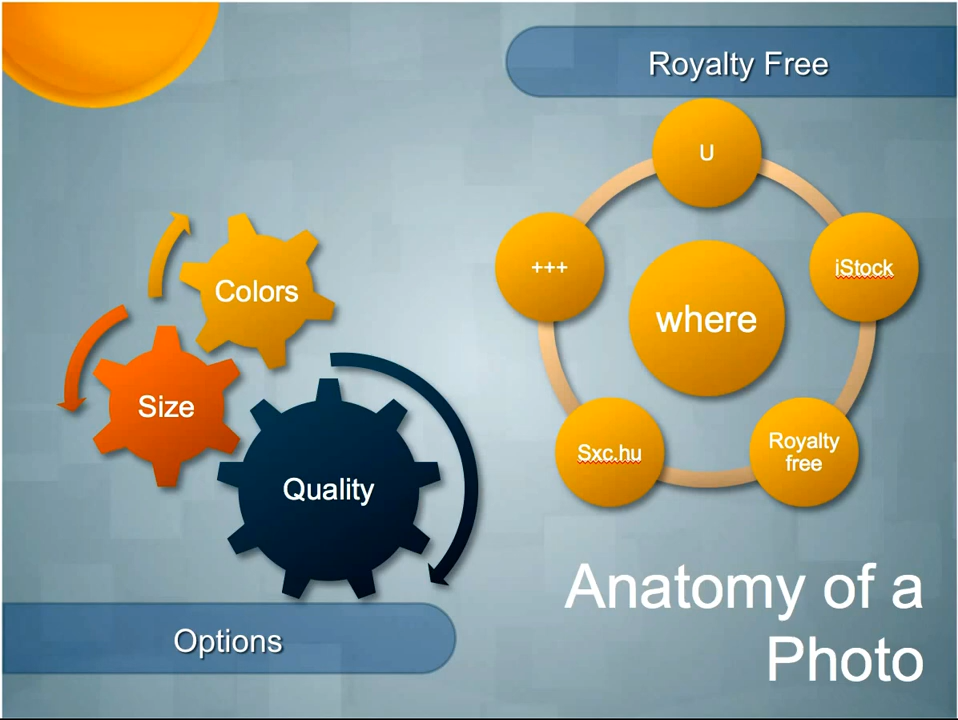 Royalty Free
U
+++
iStock
where
Sxc.hu
Royalty
free
Colors
Size
Quality
Options
Anatomy of a
Photo